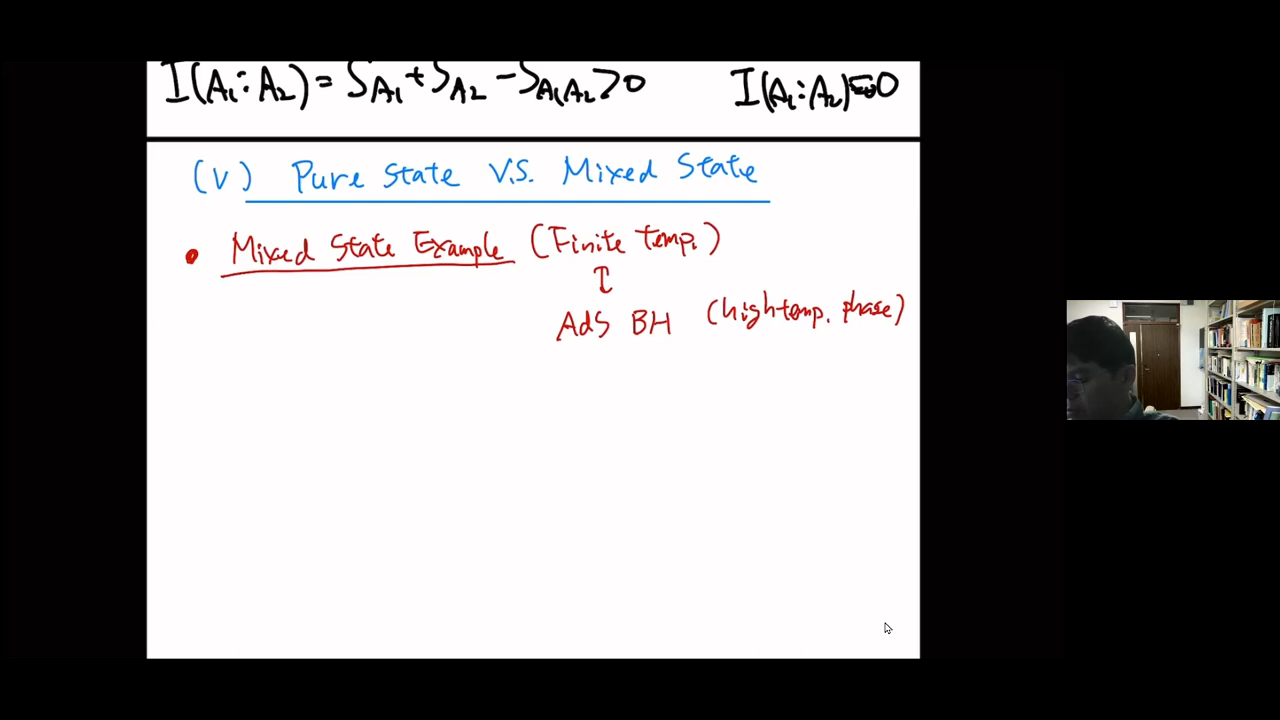 I(A₁:A₂) = S_A₁ + S_A₂ - S_A₁A₂ > 0 I(A₁:A₂) = 0
(V) Pure State V.S. Mixed State
• Mixed State Example (Finite Temp.)
↕
AdS BH (high temp. phase)